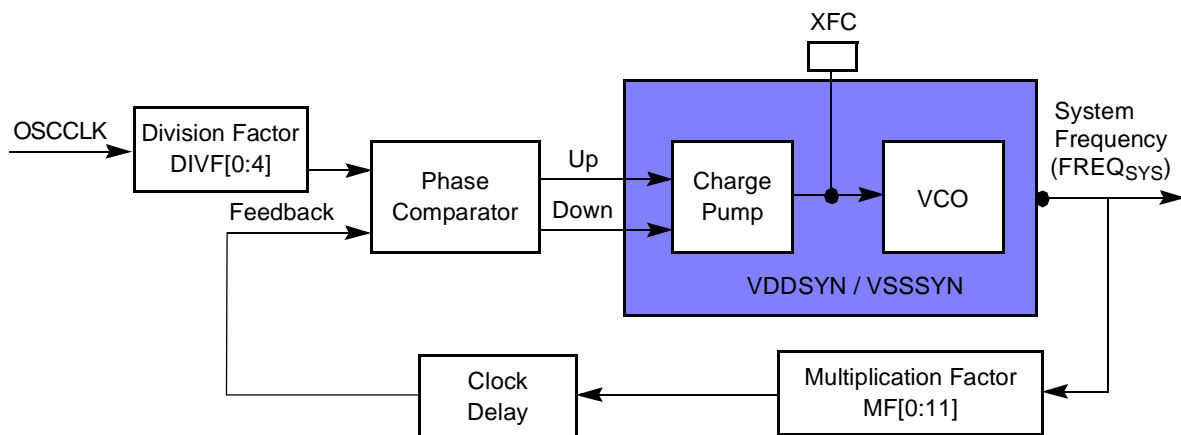 XFC
OSCCLK
Division Factor
DIVF[0:4]
Phase
Comparator
Up
Down
Feedback
Charge
Pump
VCO
VDDSYN / VSSSYN
System
Frequency
(FREQSYS)
Clock
Delay
Multiplication Factor
MF[0:11]